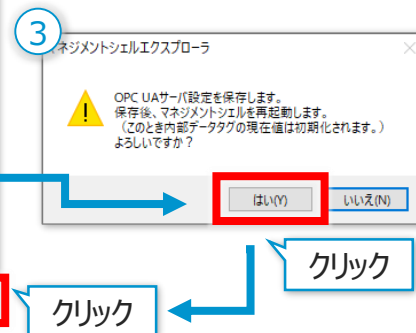 3
マネジメントシェルエクスプローラ
OPC UAサーバ設定を保存します。
保存後、マネジメントシェルを再起動します。
（このとき内部データタグの現在値は初期化されます。）
よろしいですか？
はい(Y)
いいえ(N)
クリック
クリック